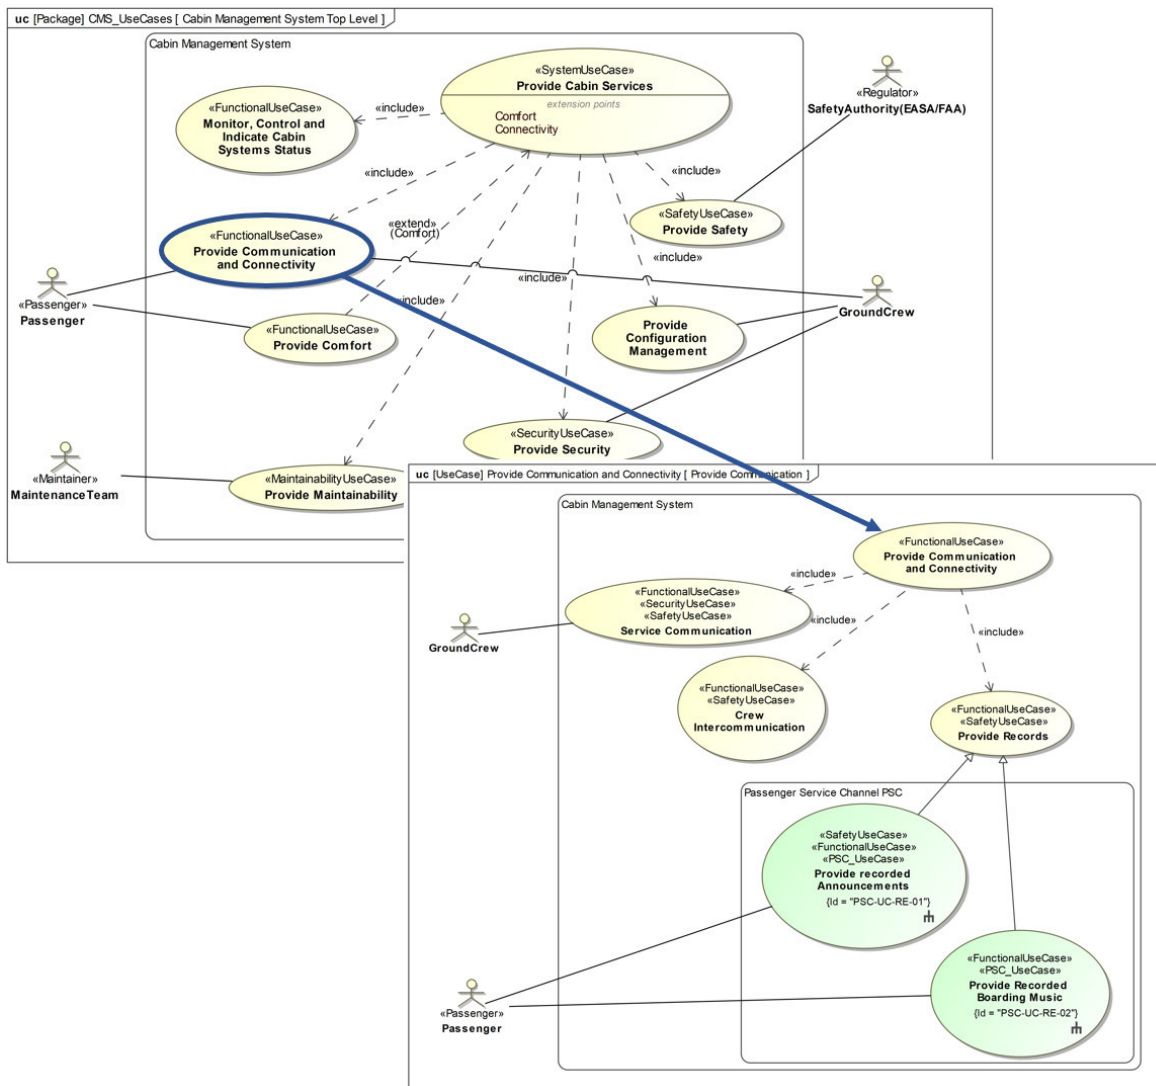 uc [Package] CMS_UseCases [ Cabin Management System Top Level ]
Cabin Management System
«SystemUseCase»
Provide Cabin Services
extension points
Comfort
Connectivity
«Regulator»
SafetyAuthority(EASA/FAA)
«FunctionalUseCase»
Monitor, Control and
Indicate Cabin
Systems Status
«include»
«include»
«include»
«SafetyUseCase»
Provide Safety
«extend»
(Comfort)
«FunctionalUseCase»
Provide Communication
and Connectivity
«include»
«include»
«include»
«Passenger»
Passenger
GroundCrew
«FunctionalUseCase»
Provide Comfort
Provide
Configuration
Management
«SecurityUseCase»
Provide Security
«Maintainer»
MaintenanceTeam
«MaintainabilityUseCase»
Provide Maintainability
uc [UseCase] Provide Communication and Connectivity [ Provide Communication ]
Cabin Management System
«FunctionalUseCase»
Provide Communication
and Connectivity
«include»
«FunctionalUseCase»
«SecurityUseCase»
«SafetyUseCase»
Service Communication
«include»
«include»
GroundCrew
«FunctionalUseCase»
«SafetyUseCase»
Crew
Intercommunication
«FunctionalUseCase»
«SafetyUseCase»
Provide Records
Passenger Service Channel PSC
«SafetyUseCase»
«FunctionalUseCase»
«PSC_UseCase»
Provide recorded
Announcements
{Id = "PSC-UC-RE-01"}
«FunctionalUseCase»
«PSC_UseCase»
Provide Recorded
Boarding Music
{Id = "PSC-UC-RE-02"}
«Passenger»
Passenger